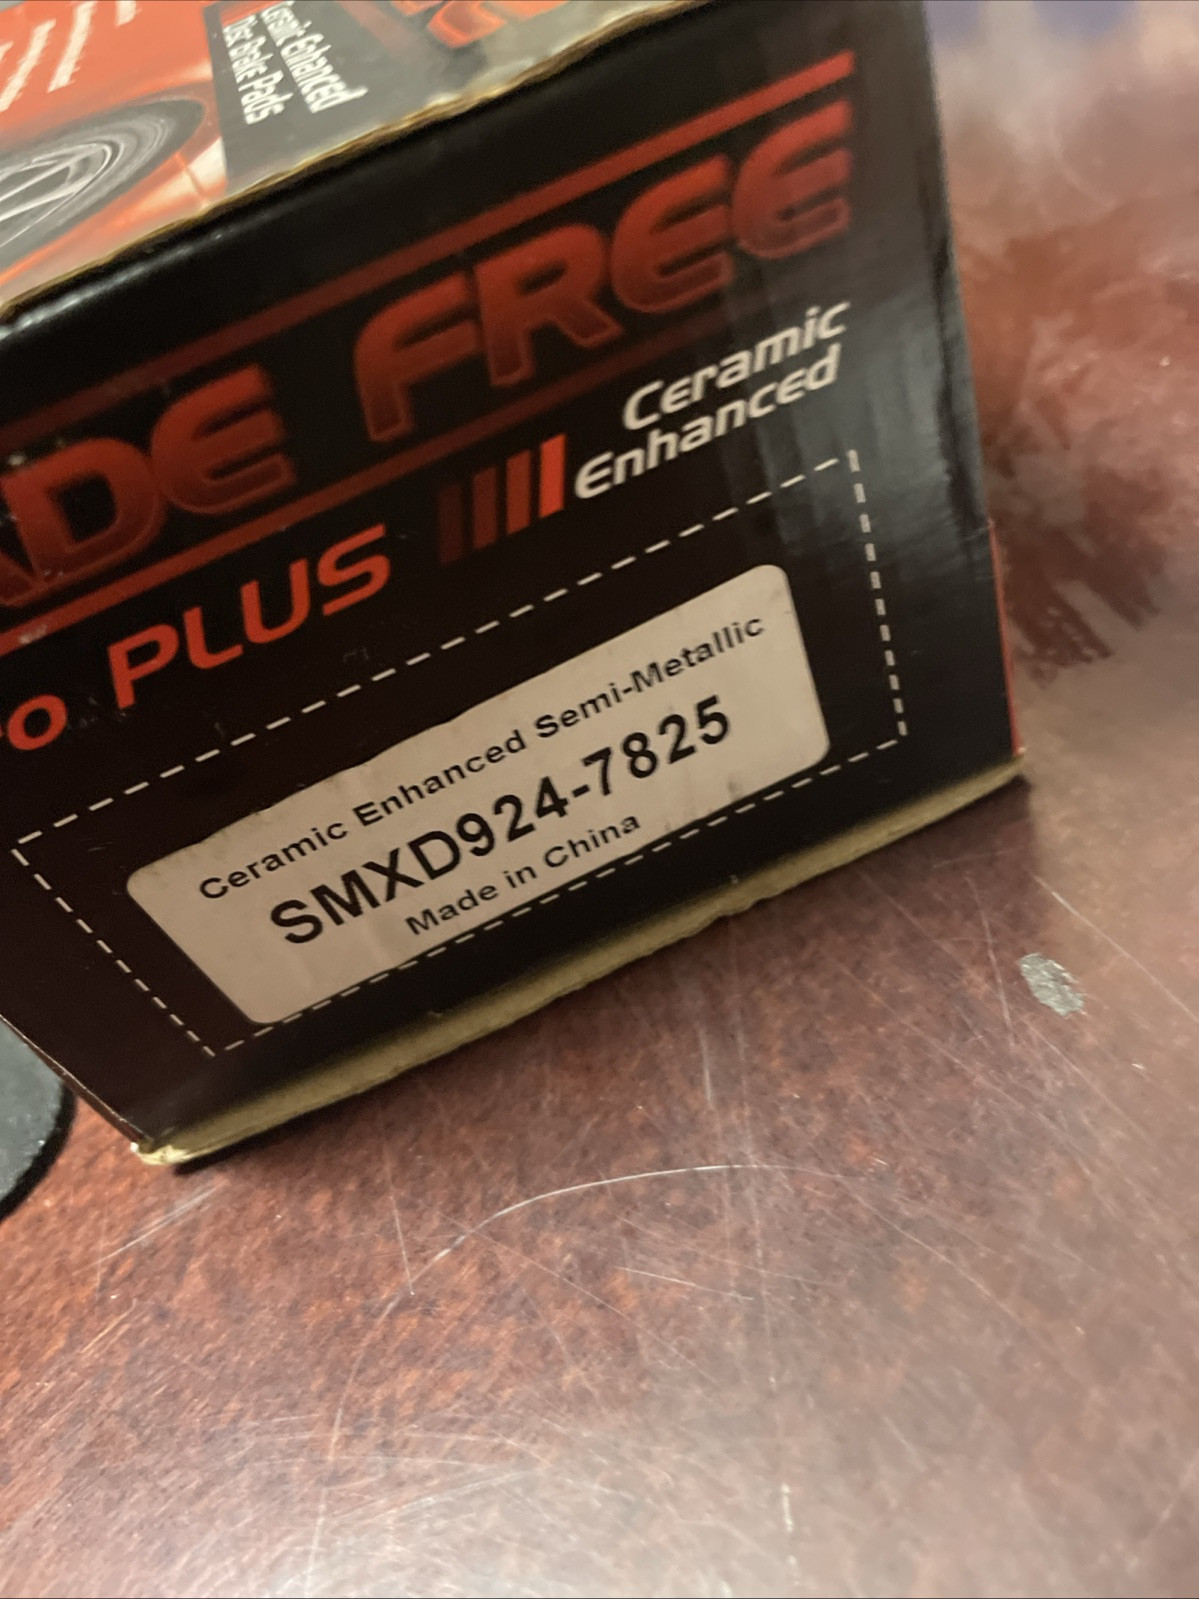 Ceramic Enhanced
Disc Brake Pads
ADE FREE
ro PLUS
Ceramic
Enhanced
Ceramic Enhanced Semi-Metallic
SMXD924-7825
Made in China